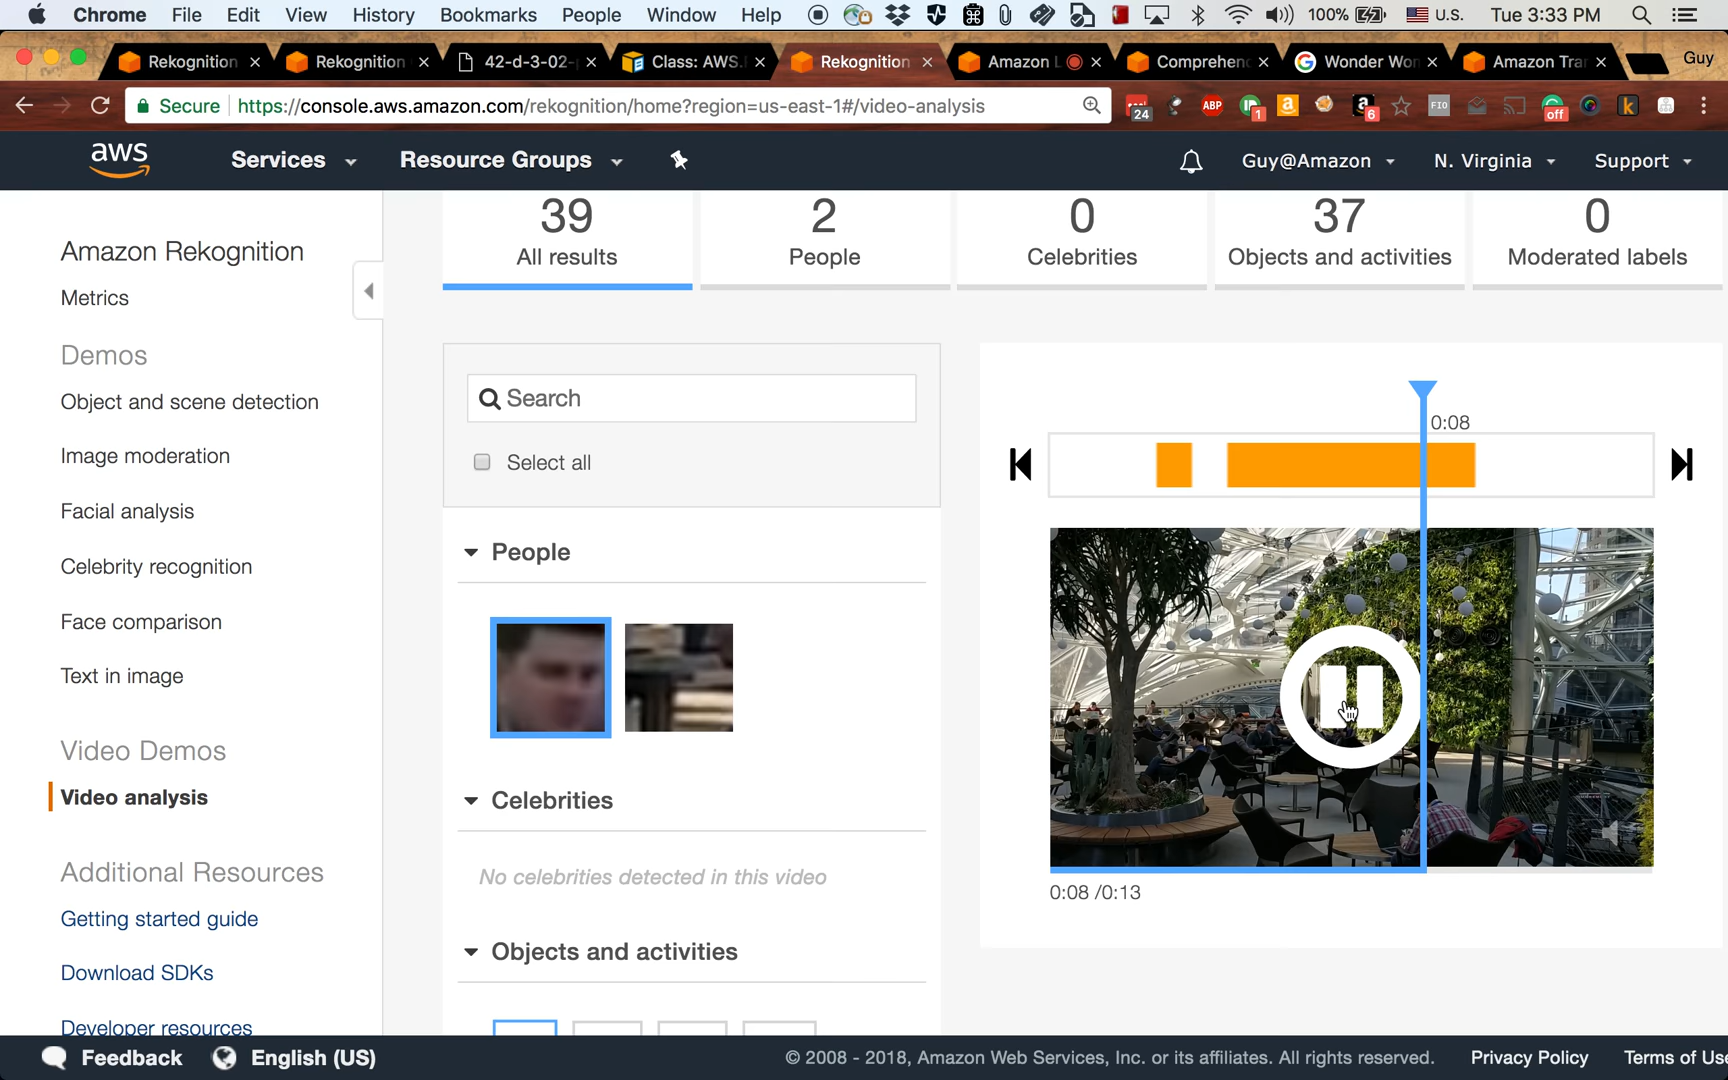 Chrome File Edit View History Bookmarks People Window Help 100% U.S. Tue 3:33 PM
Rekognition Rekognition 42-d-3-02- Class: AWS. Rekognition Amazon L Comprehen Wonder Wor Amazon Tra Guy
Secure https://console.aws.amazon.com/rekognition/home?region=us-east-1#/video-analysis 24 ABP 1 a a 6 FIO off k
aws Services Resource Groups Guy@Amazon N. Virginia Support
39 2 0 37 0
All results People Celebrities Objects and activities Moderated labels
Amazon Rekognition
Metrics
Demos
Object and scene detection
Image moderation
Facial analysis
Celebrity recognition
Face comparison
Text in image
Video Demos
Video analysis
Additional Resources
Getting started guide
Download SDKs
Developer resources
Search
Select all
People
Celebrities
No celebrities detected in this video
Objects and activities
0:08
0:08 /0:13
Feedback English (US) © 2008 - 2018, Amazon Web Services, Inc. or its affiliates. All rights reserved. Privacy Policy Terms of Use